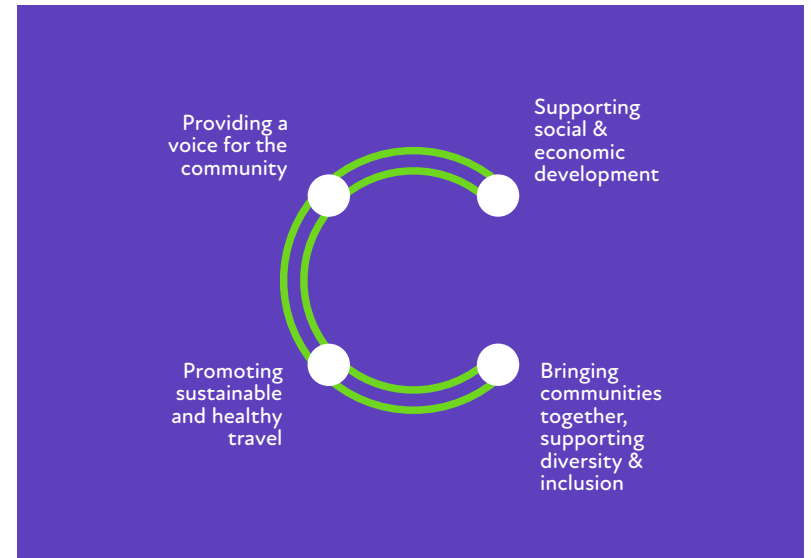 Providing a
voice for the
community
Supporting
social &
economic
development
Promoting
sustainable
and healthy
travel
Bringing
communities
together,
supporting
diversity &
inclusion